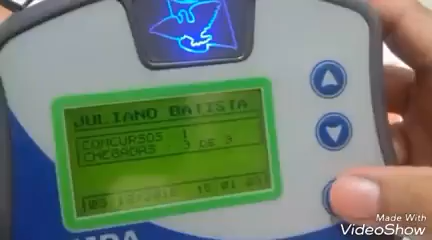 JULIANO BATISTA
CONCURSOS 1
CHEGADAS 3 DE 3
Made With
VideoShow